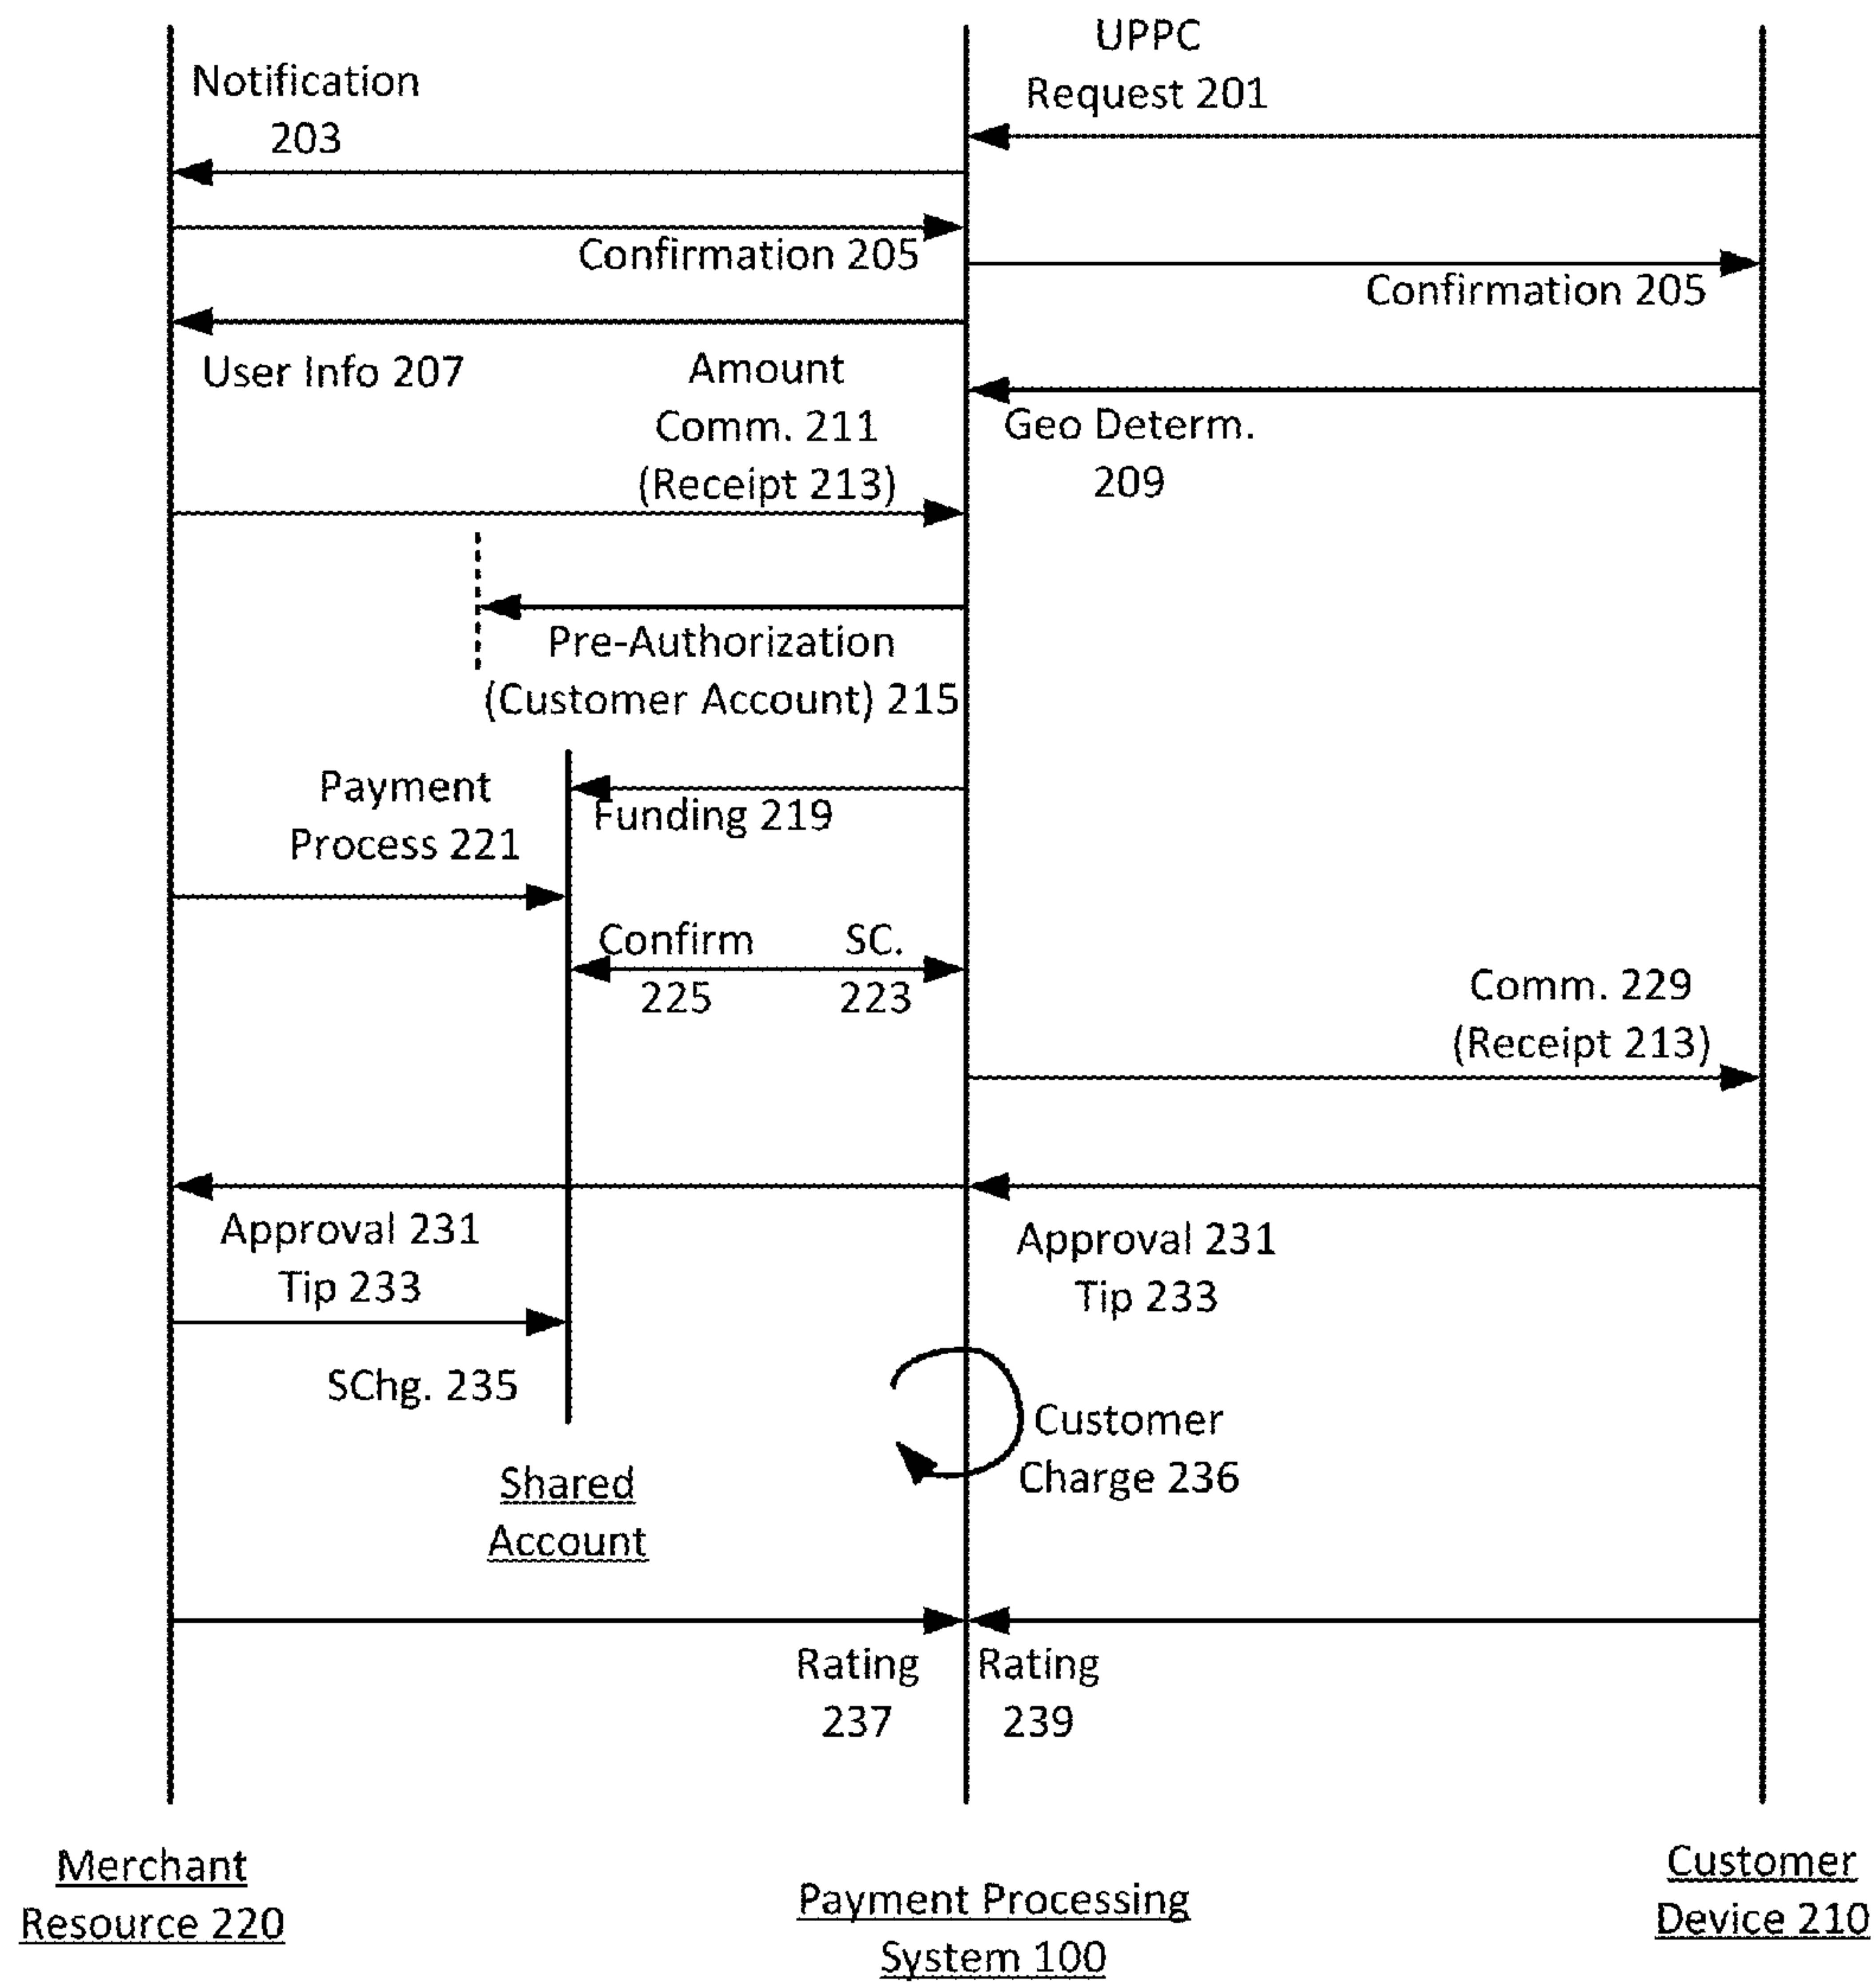 UPPC
Request 201
Notification
203
Confirmation 205
Confirmation 205
User Info 207
Amount
Comm. 211
(Receipt 213)
Geo Determ.
209
Pre-Authorization
(Customer Account) 215
Payment
Process 221
Funding 219
Confirm
225
SC.
223
Comm. 229
(Receipt 213)
Approval 231
Tip 233
Approval 231
Tip 233
SChg. 235
Customer
Charge 236
Shared
Account
Rating
237
Rating
239
Merchant
Resource 220
Payment Processing
System 100
Customer
Device 210